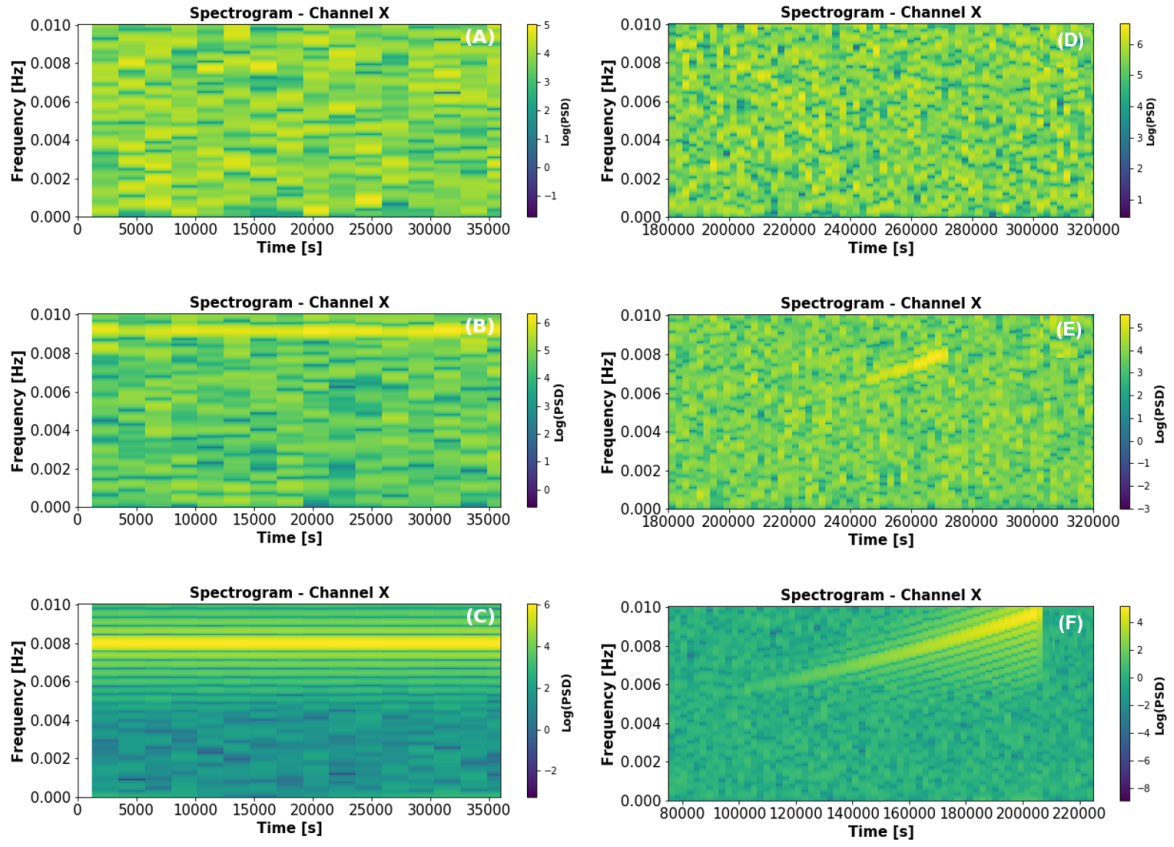 Spectrogram - Channel X
(A)
Frequency [Hz]
0.010
0.008
0.006
0.004
0.002
0.000
0 5000 10000 15000 20000 25000 30000 35000
Time [s]
5
4
3
2
1
0
−1
Log(PSD)
Spectrogram - Channel X
(D)
Frequency [Hz]
0.010
0.008
0.006
0.004
0.002
0.000
180000 200000 220000 240000 260000 280000 300000 320000
Time [s]
6
5
4
3
2
1
Log(PSD)
Spectrogram - Channel X
(B)
Frequency [Hz]
0.010
0.008
0.006
0.004
0.002
0.000
0 5000 10000 15000 20000 25000 30000 35000
Time [s]
6
5
4
3
2
1
0
Log(PSD)
Spectrogram - Channel X
(E)
Frequency [Hz]
0.010
0.008
0.006
0.004
0.002
0.000
180000 200000 220000 240000 260000 280000 300000 320000
Time [s]
5
4
3
2
1
0
−1
−2
−3
Log(PSD)
Spectrogram - Channel X
(C)
Frequency [Hz]
0.010
0.008
0.006
0.004
0.002
0.000
0 5000 10000 15000 20000 25000 30000 35000
Time [s]
6
4
2
0
−2
Log(PSD)
Spectrogram - Channel X
(F)
Frequency [Hz]
0.010
0.008
0.006
0.004
0.002
0.000
80000 100000 120000 140000 160000 180000 200000 220000
Time [s]
4
2
0
−2
−4
−6
−8
Log(PSD)